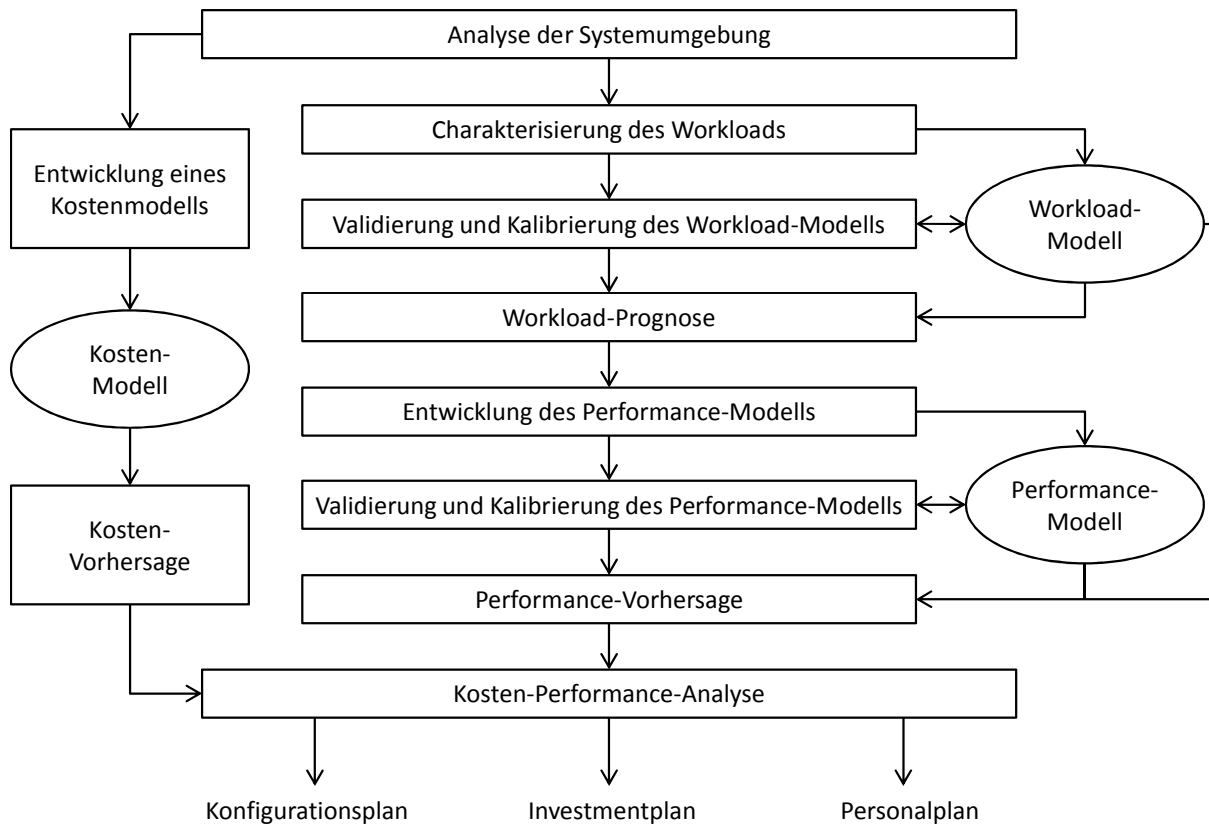 Analyse der Systemumgebung
Charakterisierung des Workloads
Entwicklung eines
Kostenmodells
Validierung und Kalibrierung des Workload-Modells
Workload-
Modell
Workload-Prognose
Kosten-
Modell
Entwicklung des Performance-Modells
Validierung und Kalibrierung des Performance-Modells
Performance-
Modell
Kosten-
Vorhersage
Performance-Vorhersage
Kosten-Performance-Analyse
Konfigurationsplan
Investmentplan
Personalplan